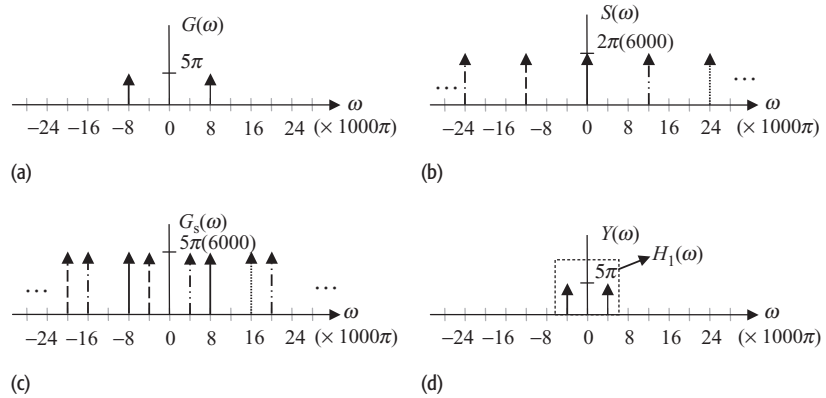 G(ω)
5π
ω
−24 −16 −8 0 8 16 24 (× 1000π)
(a)
S(ω)
2π(6000)
... ...
ω
−24 −16 −8 0 8 16 24 (× 1000π)
(b)
G_s(ω)
5π(6000)
... ...
ω
−24 −16 −8 0 8 16 24 (× 1000π)
(c)
Y(ω)
5π
H_1(ω)
ω
−24 −16 −8 0 8 16 24 (× 1000π)
(d)